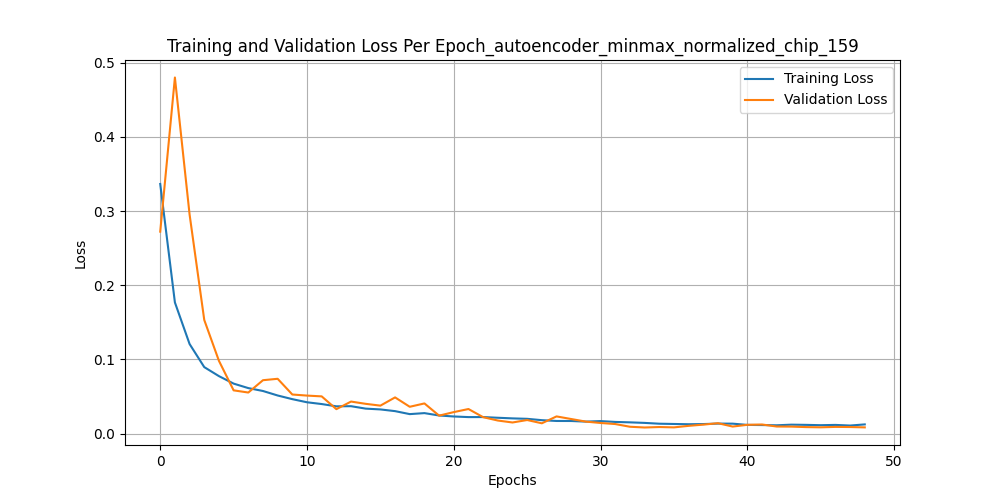 Training and Validation Loss Per Epoch_autoencoder_minmax_normalized_chip_159
Training Loss
Validation Loss
0.5
0.4
0.3
0.2
0.1
0.0
Loss
0
10
20
30
40
50
Epochs